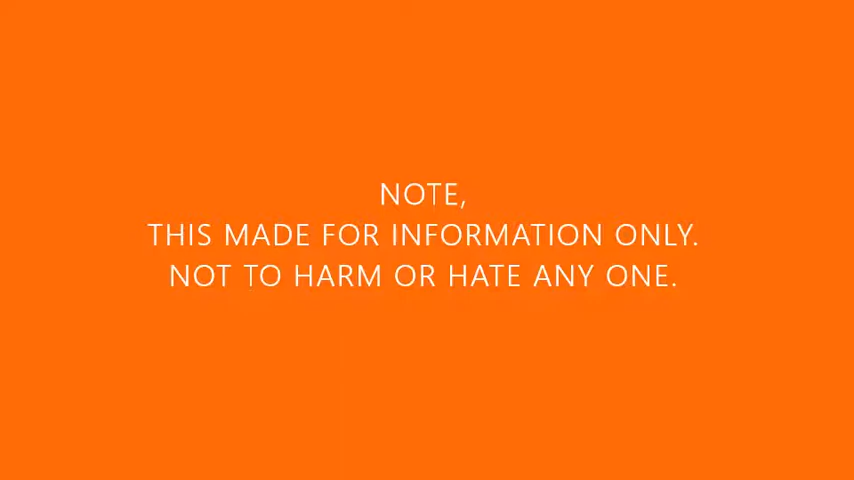 NOTE,
THIS MADE FOR INFORMATION ONLY.
NOT TO HARM OR HATE ANY ONE.